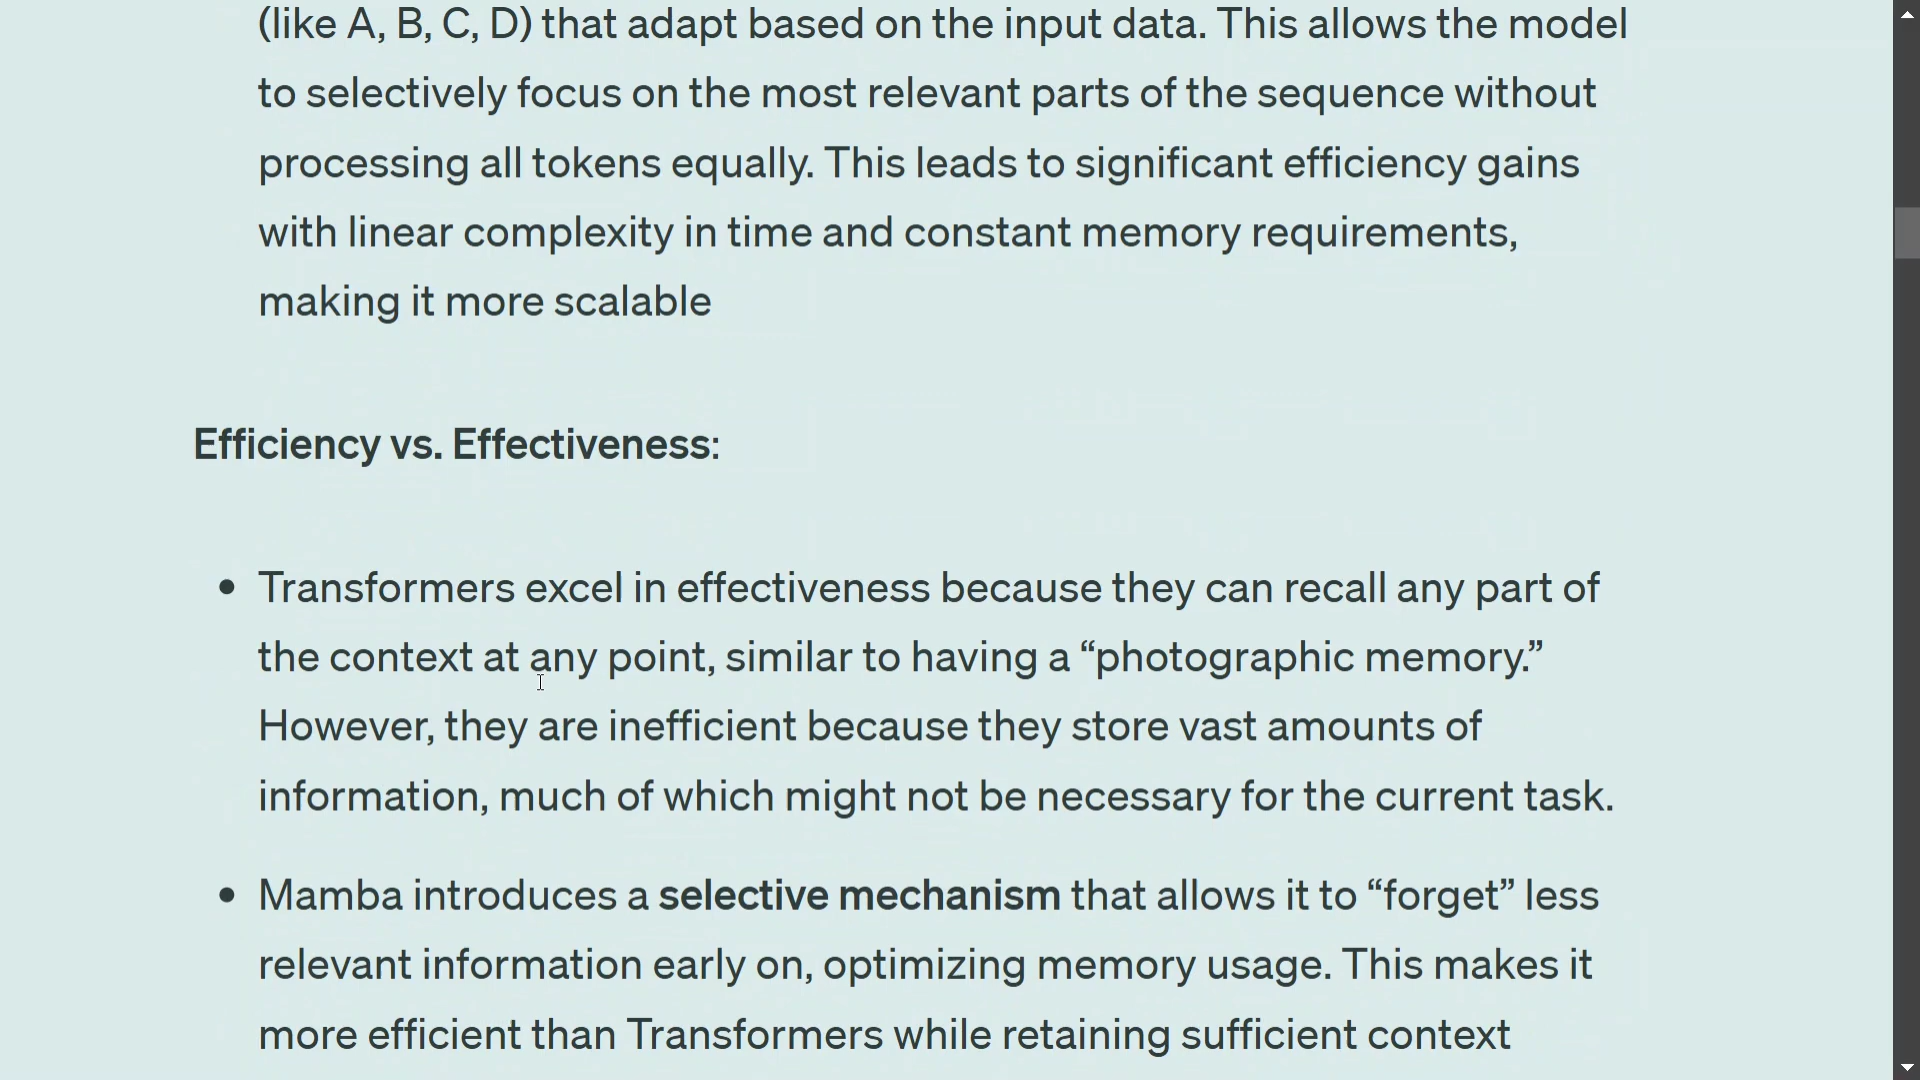 (like A, B, C, D) that adapt based on the input data. This allows the model
to selectively focus on the most relevant parts of the sequence without
processing all tokens equally. This leads to significant efficiency gains
with linear complexity in time and constant memory requirements,
making it more scalable
Efficiency vs. Effectiveness:
• Transformers excel in effectiveness because they can recall any part of
the context at any point, similar to having a “photographic memory.”
However, they are inefficient because they store vast amounts of
information, much of which might not be necessary for the current task.
• Mamba introduces a selective mechanism that allows it to “forget” less
relevant information early on, optimizing memory usage. This makes it
more efficient than Transformers while retaining sufficient context